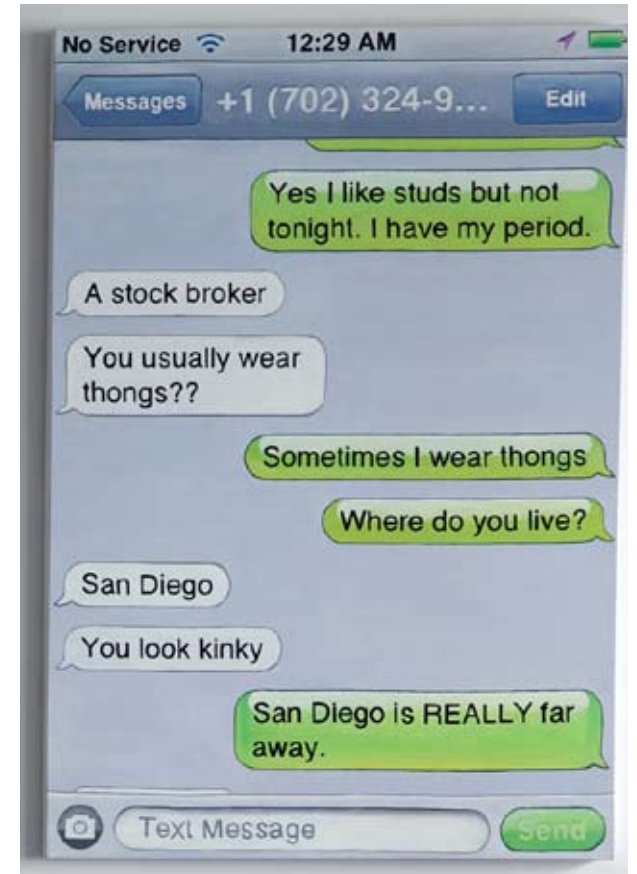 No Service 12:29 AM
Messages +1 (702) 324-9... Edit
Yes I like studs but not
tonight. I have my period.
A stock broker
You usually wear
thongs??
Sometimes I wear thongs
Where do you live?
San Diego
You look kinky
San Diego is REALLY far
away.
Text Message Send